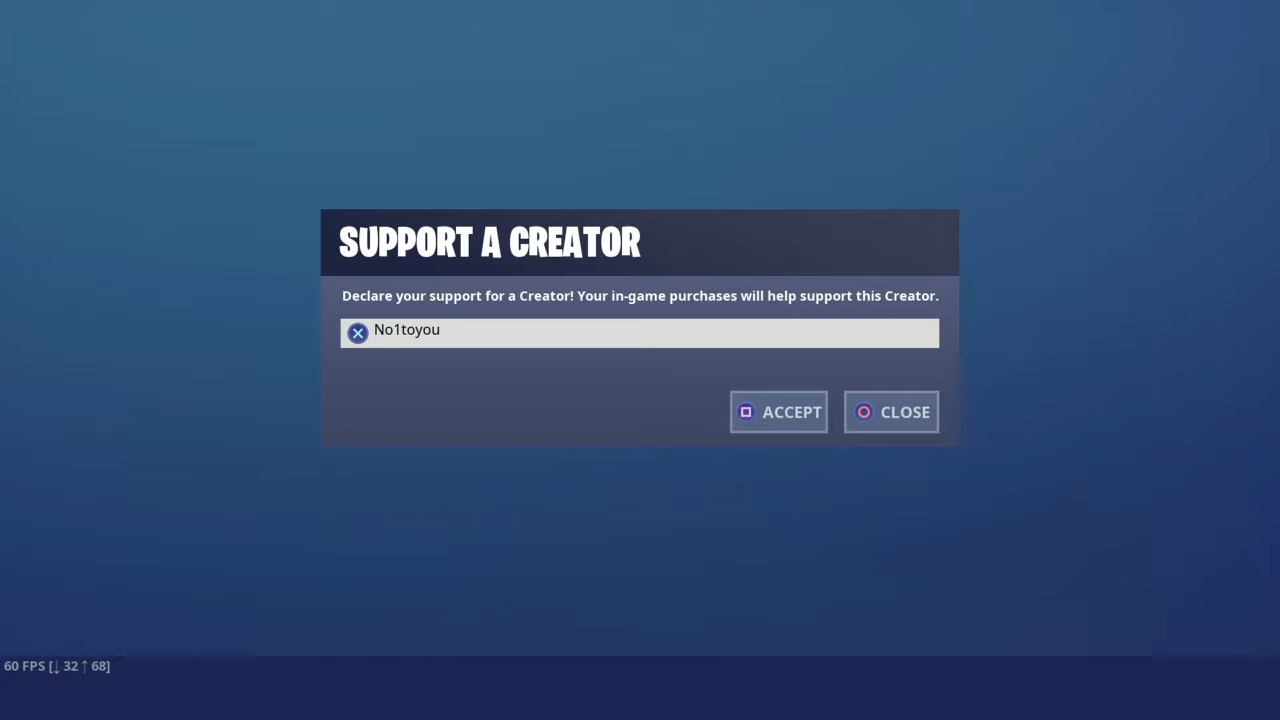 SUPPORT A CREATOR
Declare your support for a Creator! Your in-game purchases will help support this Creator.
No1toyou
ACCEPT CLOSE
60 FPS [↓ 32 ↑ 68]